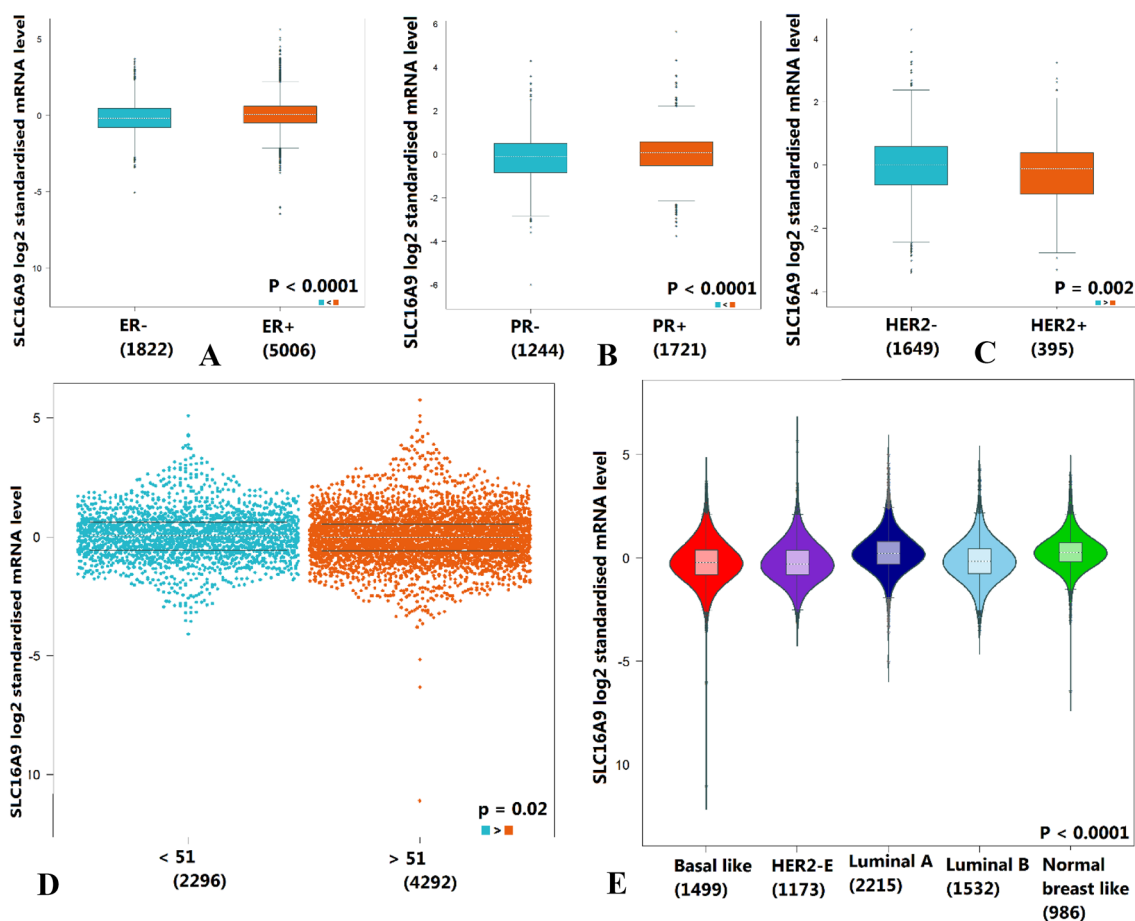 SLC16A9 log2 standardised mRNA level
5
0
-5
10
P < 0.0001
<
ER-
(1822)
ER+
(5006)
A
SLC16A9 log2 standardised mRNA level
6
4
2
0
-2
-4
-6
P < 0.0001
<
PR-
(1244)
PR+
(1721)
B
SLC16A9 log2 standardised mRNA level
4
2
0
-2
-4
P = 0.002
>
HER2-
(1649)
HER2+
(395)
C
SLC16A9 log2 standardised mRNA level
5
0
-5
10
p = 0.02
>
< 51
(2296)
> 51
(4292)
D
SLC16A9 log2 standardised mRNA level
5
0
-5
10
P < 0.0001
Basal like
(1499)
HER2-E
(1173)
Luminal A
(2215)
Luminal B
(1532)
Normal
breast like
(986)
E